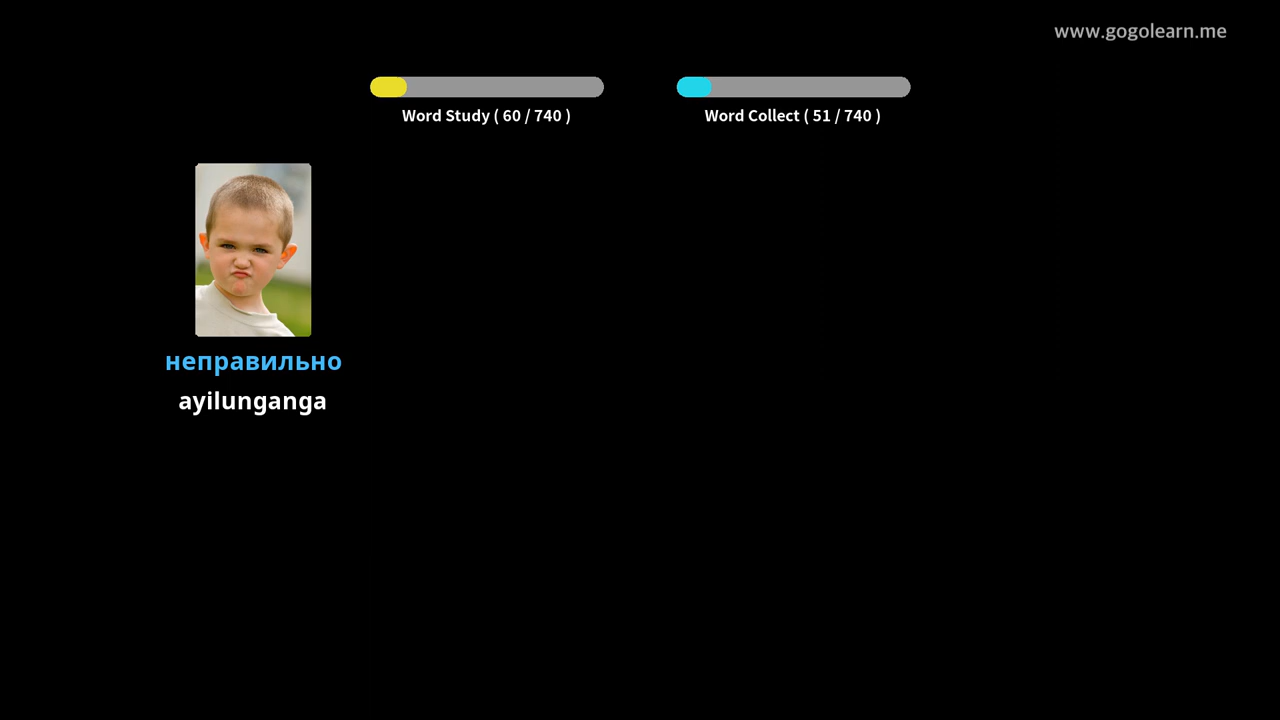 www.gogolearn.me
Word Study ( 60 / 740 )
Word Collect ( 51 / 740 )
неправильно
ayilunganga